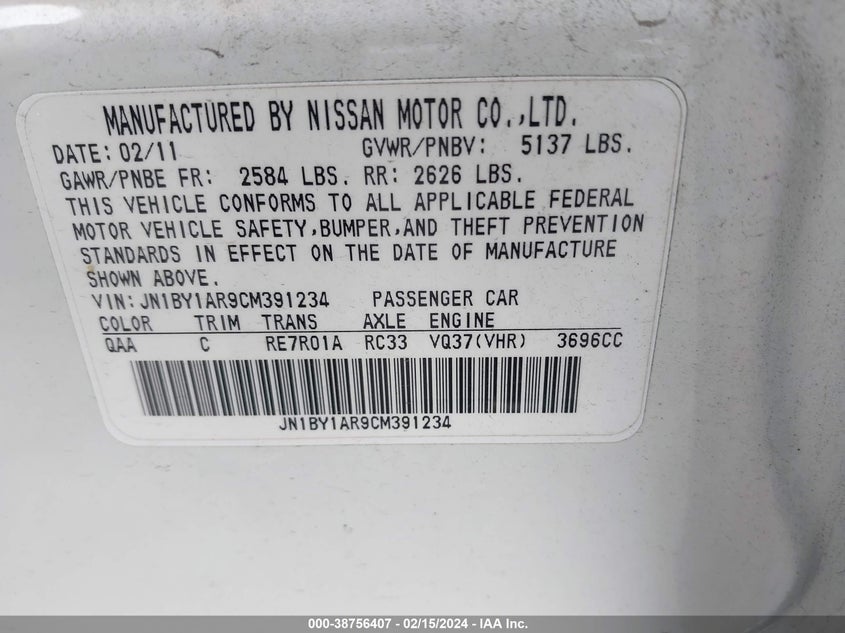 MANUFACTURED BY NISSAN MOTOR CO.,LTD.
DATE: 02/11 GVWR/PNBV: 5137 LBS.
GAWR/PNBE FR: 2584 LBS. RR: 2626 LBS.
THIS VEHICLE CONFORMS TO ALL APPLICABLE FEDERAL
MOTOR VEHICLE SAFETY,BUMPER,AND THEFT PREVENTION
STANDARDS IN EFFECT ON THE DATE OF MANUFACTURE
SHOWN ABOVE.
VIN: JN1BY1AR9CM391234 PASSENGER CAR
COLOR TRIM TRANS AXLE ENGINE
QAA C RE7R01A RC33 VQ37(VHR) 3696CC
JN1BY1AR9CM391234
000-38756407 - 02/15/2024 - IAA Inc.